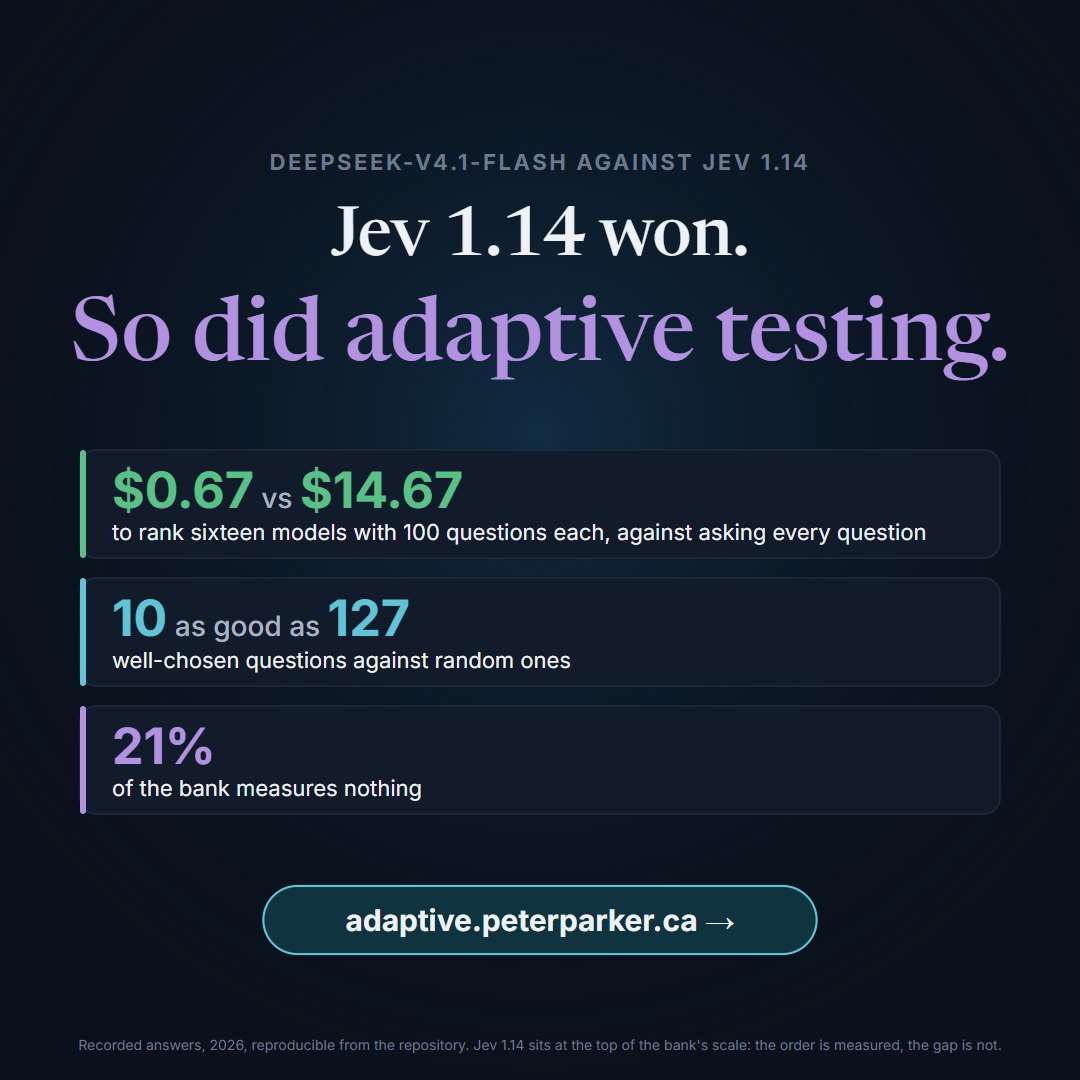 DEEPSEEK-V4.1-FLASH AGAINST JEV 1.14
Jev 1.14 won.
So did adaptive testing.
$0.67 vs $14.67
to rank sixteen models with 100 questions each, against asking every question
10 as good as 127
well-chosen questions against random ones
21%
of the bank measures nothing
adaptive.peterparker.ca →
Recorded answers, 2026, reproducible from the repository. Jev 1.14 sits at the top of the bank's scale: the order is measured, the gap is not.